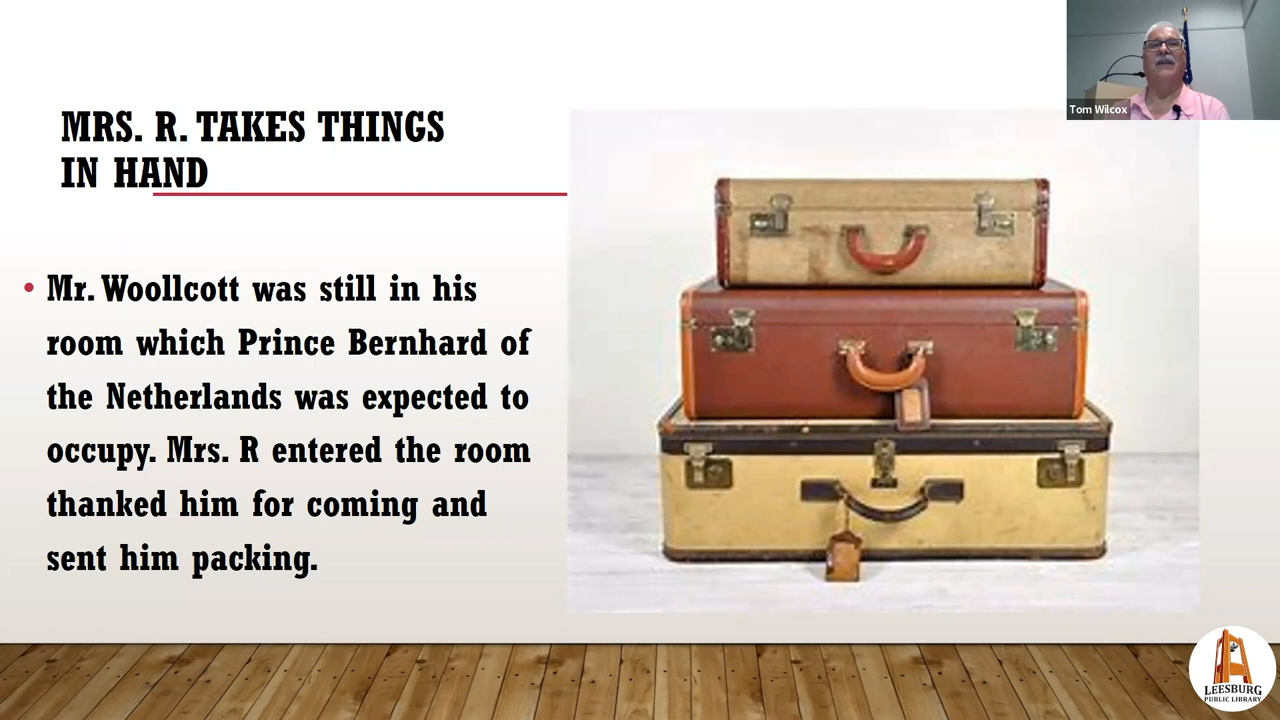 Tom Wilcox
MRS. R. TAKES THINGS
IN HAND
• Mr. Woollcott was still in his
room which Prince Bernhard of
the Netherlands was expected to
occupy. Mrs. R entered the room
thanked him for coming and
sent him packing.
LEESBURG
PUBLIC LIBRARY